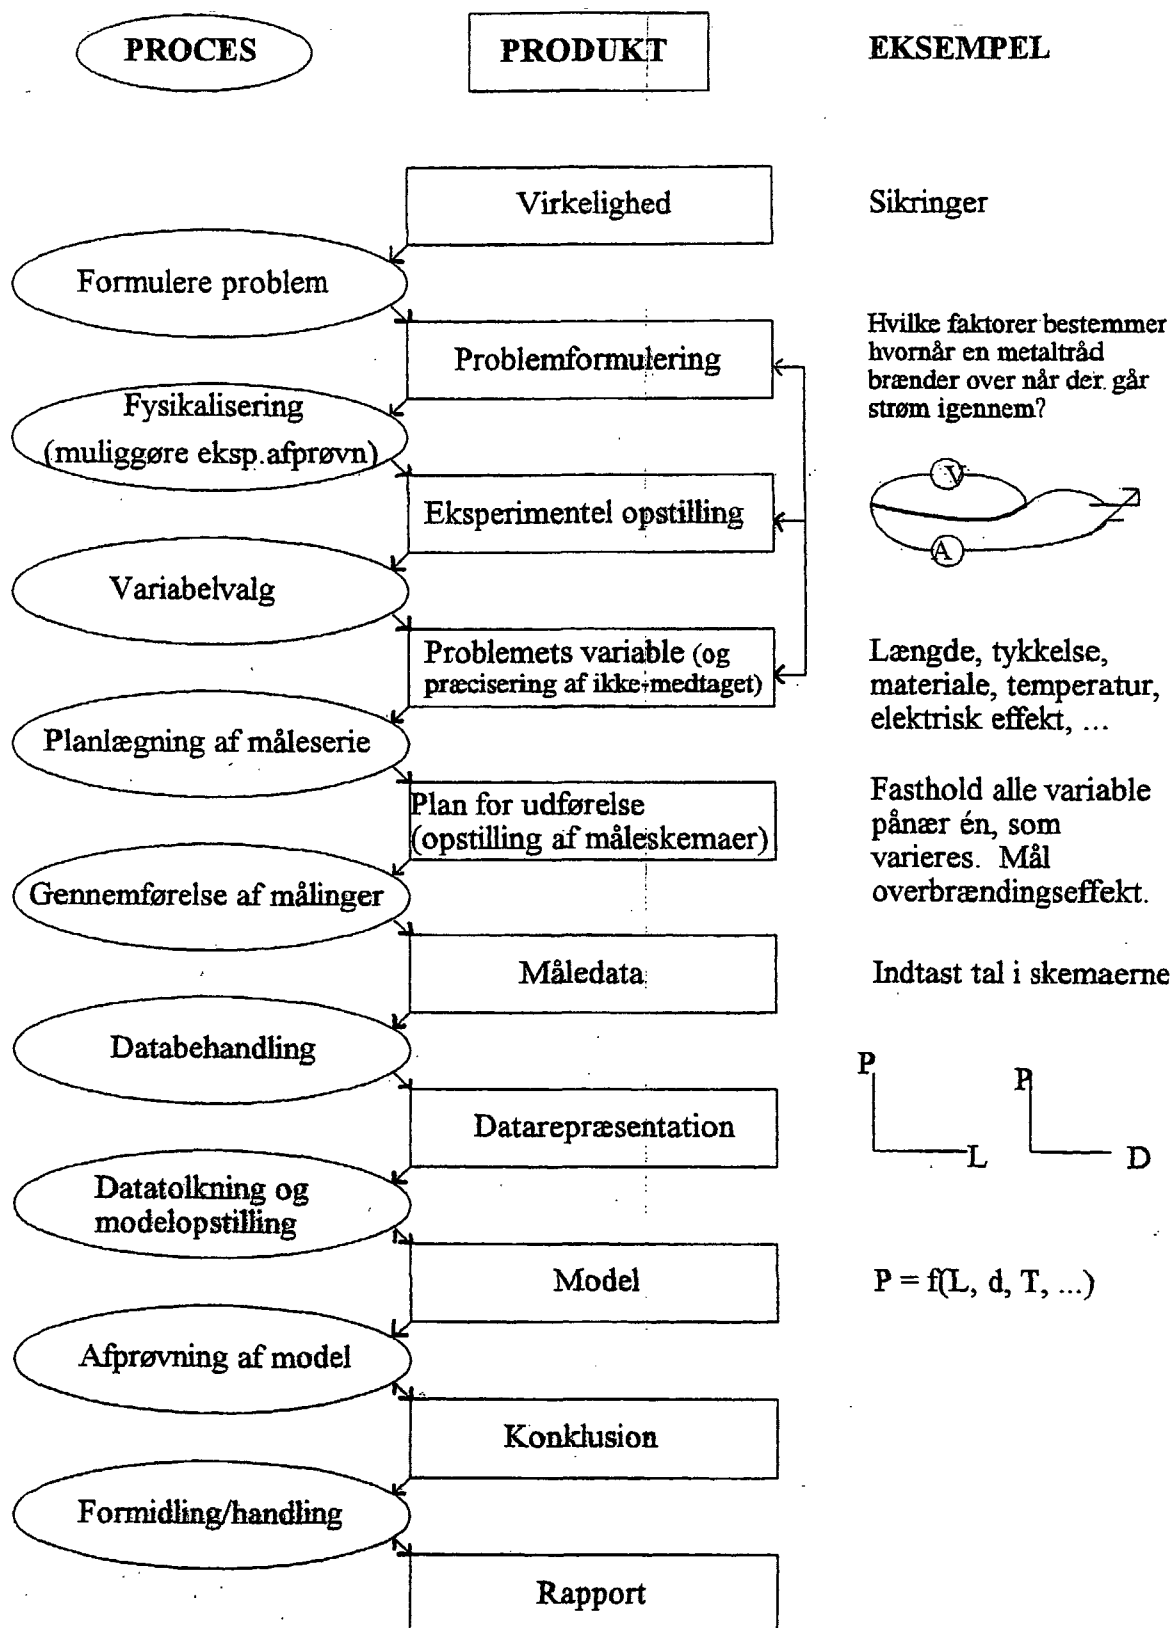 PROCES
PRODUKT
EKSEMPEL
Virkelighed
Sikringer
Formulere problem
Problemformulering
Hvilke faktorer bestemmer
hvornår en metaltråd
brænder over når der går
strøm igennem?
Fysikalisering
(muliggøre eksp.afprøvn)
Eksperimentel opstilling
V
A
Variabelvalg
Problemets variable (og
præcisering af ikke-medtaget)
Længde, tykkelse,
materiale, temperatur,
elektrisk effekt, ...
Planlægning af måleserie
Plan for udførelse
(opstilling af måleskemaer)
Fasthold alle variable
pånær én, som
varieres. Mål
overbrændingseffekt.
Gennemførelse af målinger
Måledata
Indtast tal i skemaerne
Databehandling
Datarepræsentation
P
L
P
D
Datatolkning og
modelopstilling
Model
P = f(L, d, T, ...)
Afprøvning af model
Konklusion
Formidling/handling
Rapport